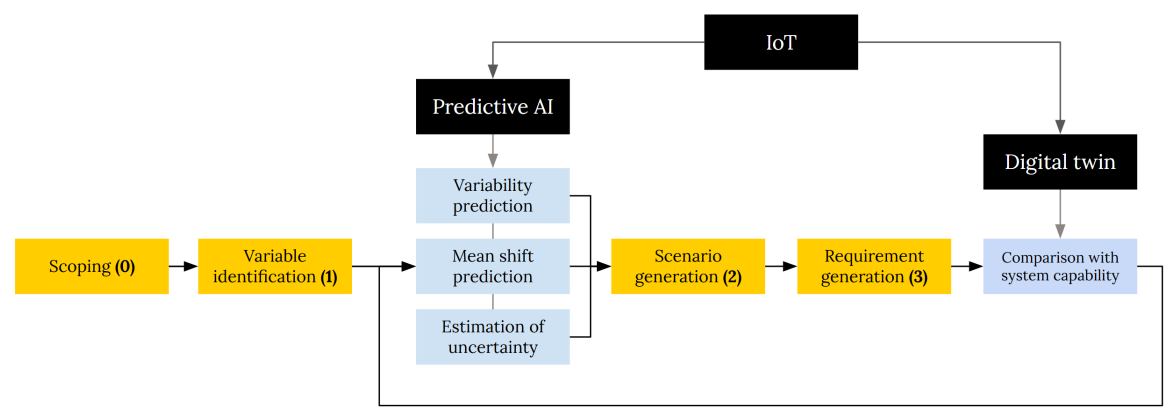 IoT
Predictive AI
Digital twin
Variability
prediction
Scoping (0)
Variable
identification (1)
Mean shift
prediction
Scenario
generation (2)
Requirement
generation (3)
Comparison with
system capability
Estimation of
uncertainty